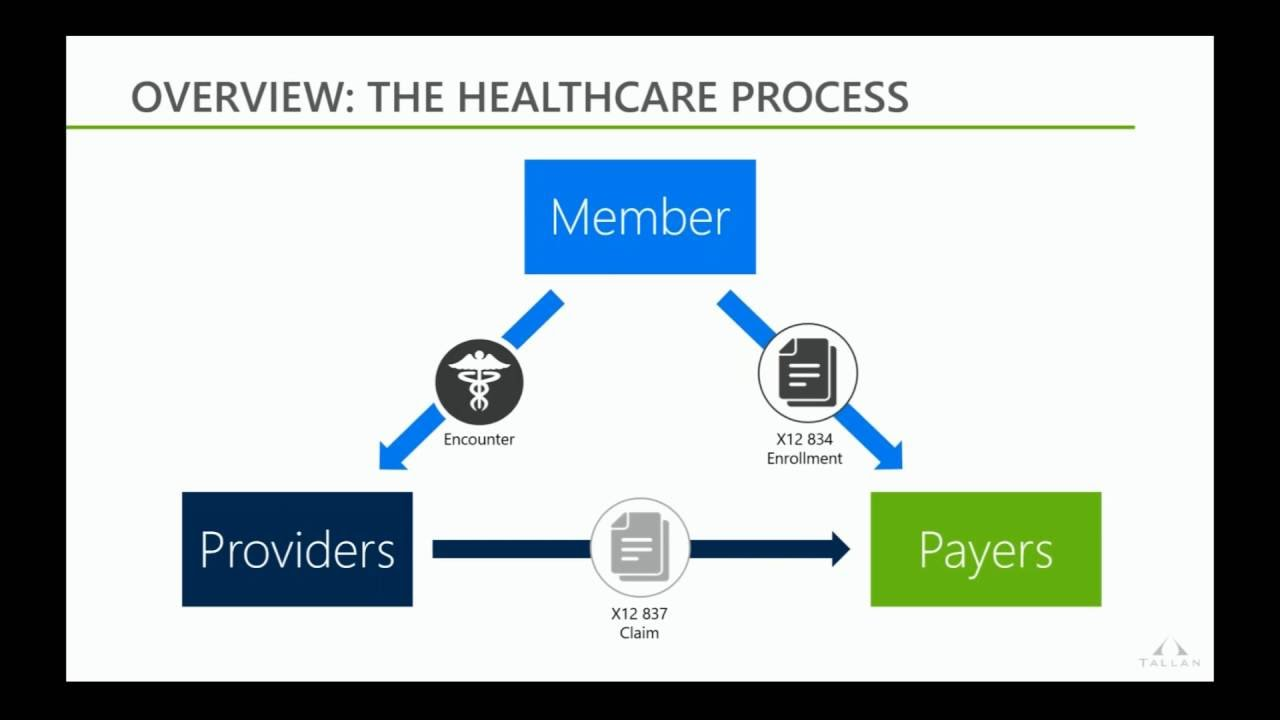 OVERVIEW: THE HEALTHCARE PROCESS
Member
Encounter
X12 834
Enrollment
Providers
Payers
X12 837
Claim
TALLAN